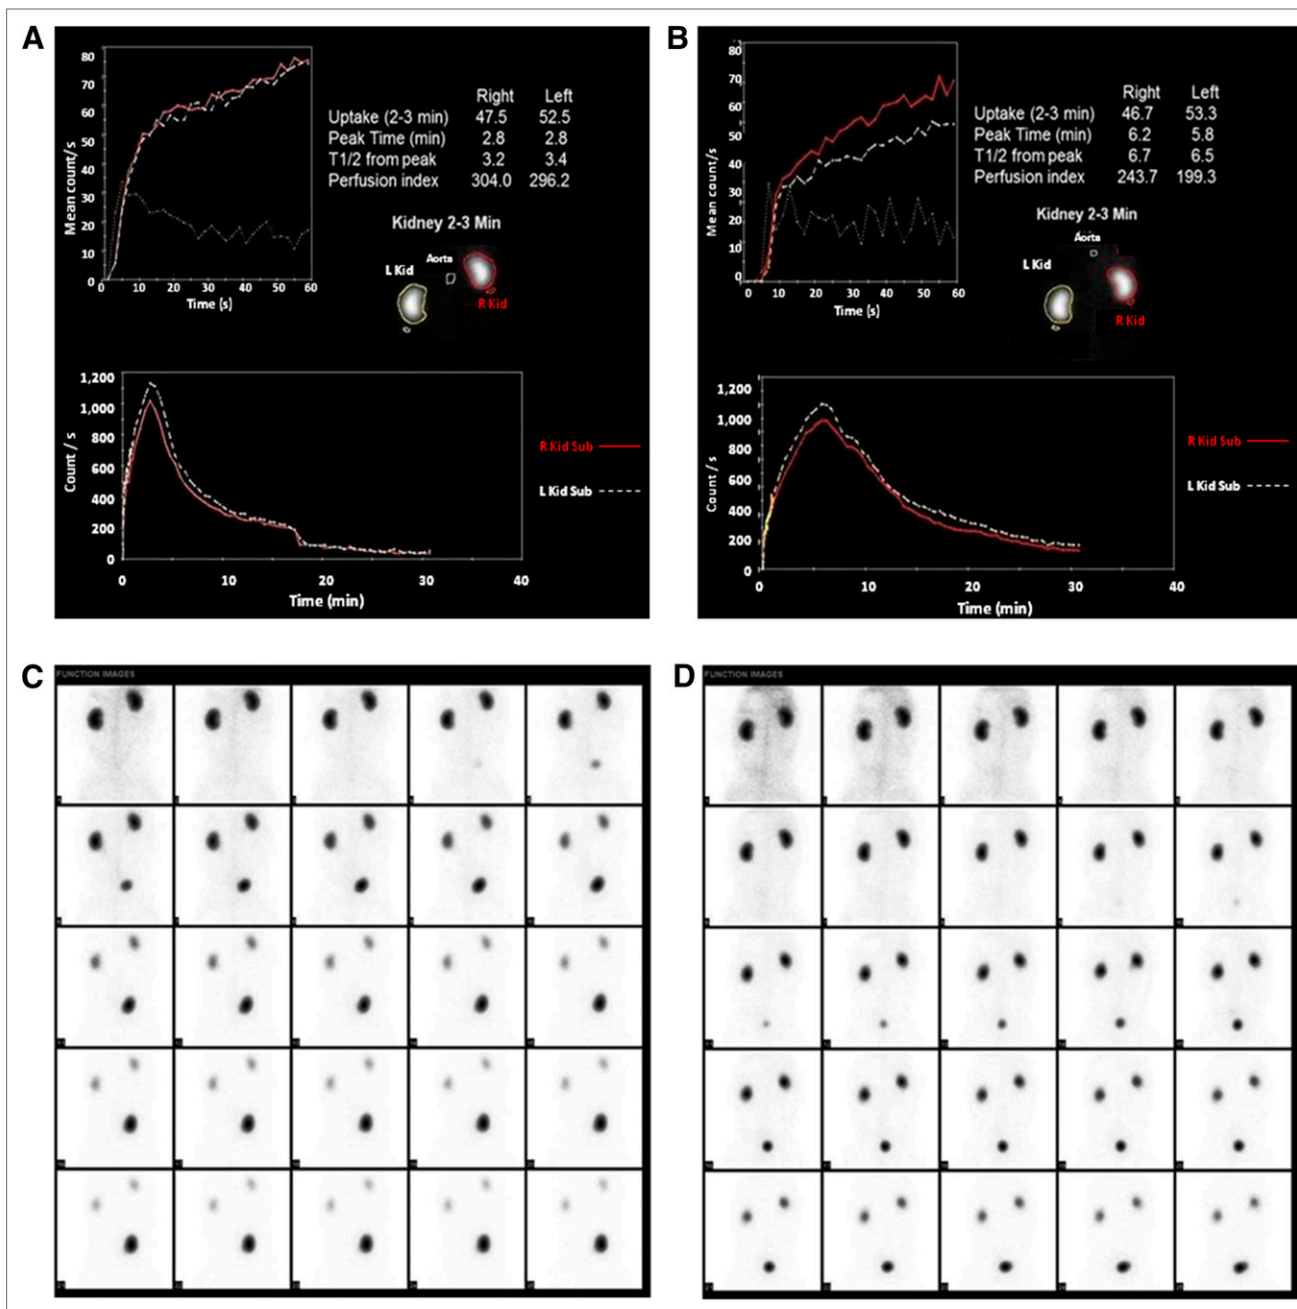 A
80
70
60
50
40
30
20
10
0
Mean count/s
0 10 20 30 40 50 60
Time (s)
Right Left
Uptake (2-3 min) 47.5 52.5
Peak Time (min) 2.8 2.8
T1/2 from peak 3.2 3.4
Perfusion index 304.0 296.2
Kidney 2-3 Min
Aorta
L Kid
R Kid
1,200
1,000
800
600
400
200
0
Count / s
0 10 20 30 40
Time (min)
R Kid Sub
L Kid Sub
B
80
70
60
50
40
30
20
10
0
Mean count/s
0 10 20 30 40 50 60
Time (s)
Right Left
Uptake (2-3 min) 46.7 53.3
Peak Time (min) 6.2 5.8
T1/2 from peak 6.7 6.5
Perfusion index 243.7 199.3
Kidney 2-3 Min
Aorta
L Kid
R Kid
1,200
1,000
800
600
400
200
0
Count / s
0 10 20 30 40
Time (min)
R Kid Sub
L Kid Sub
C
FUNCTION IMAGES
D
FUNCTION IMAGES